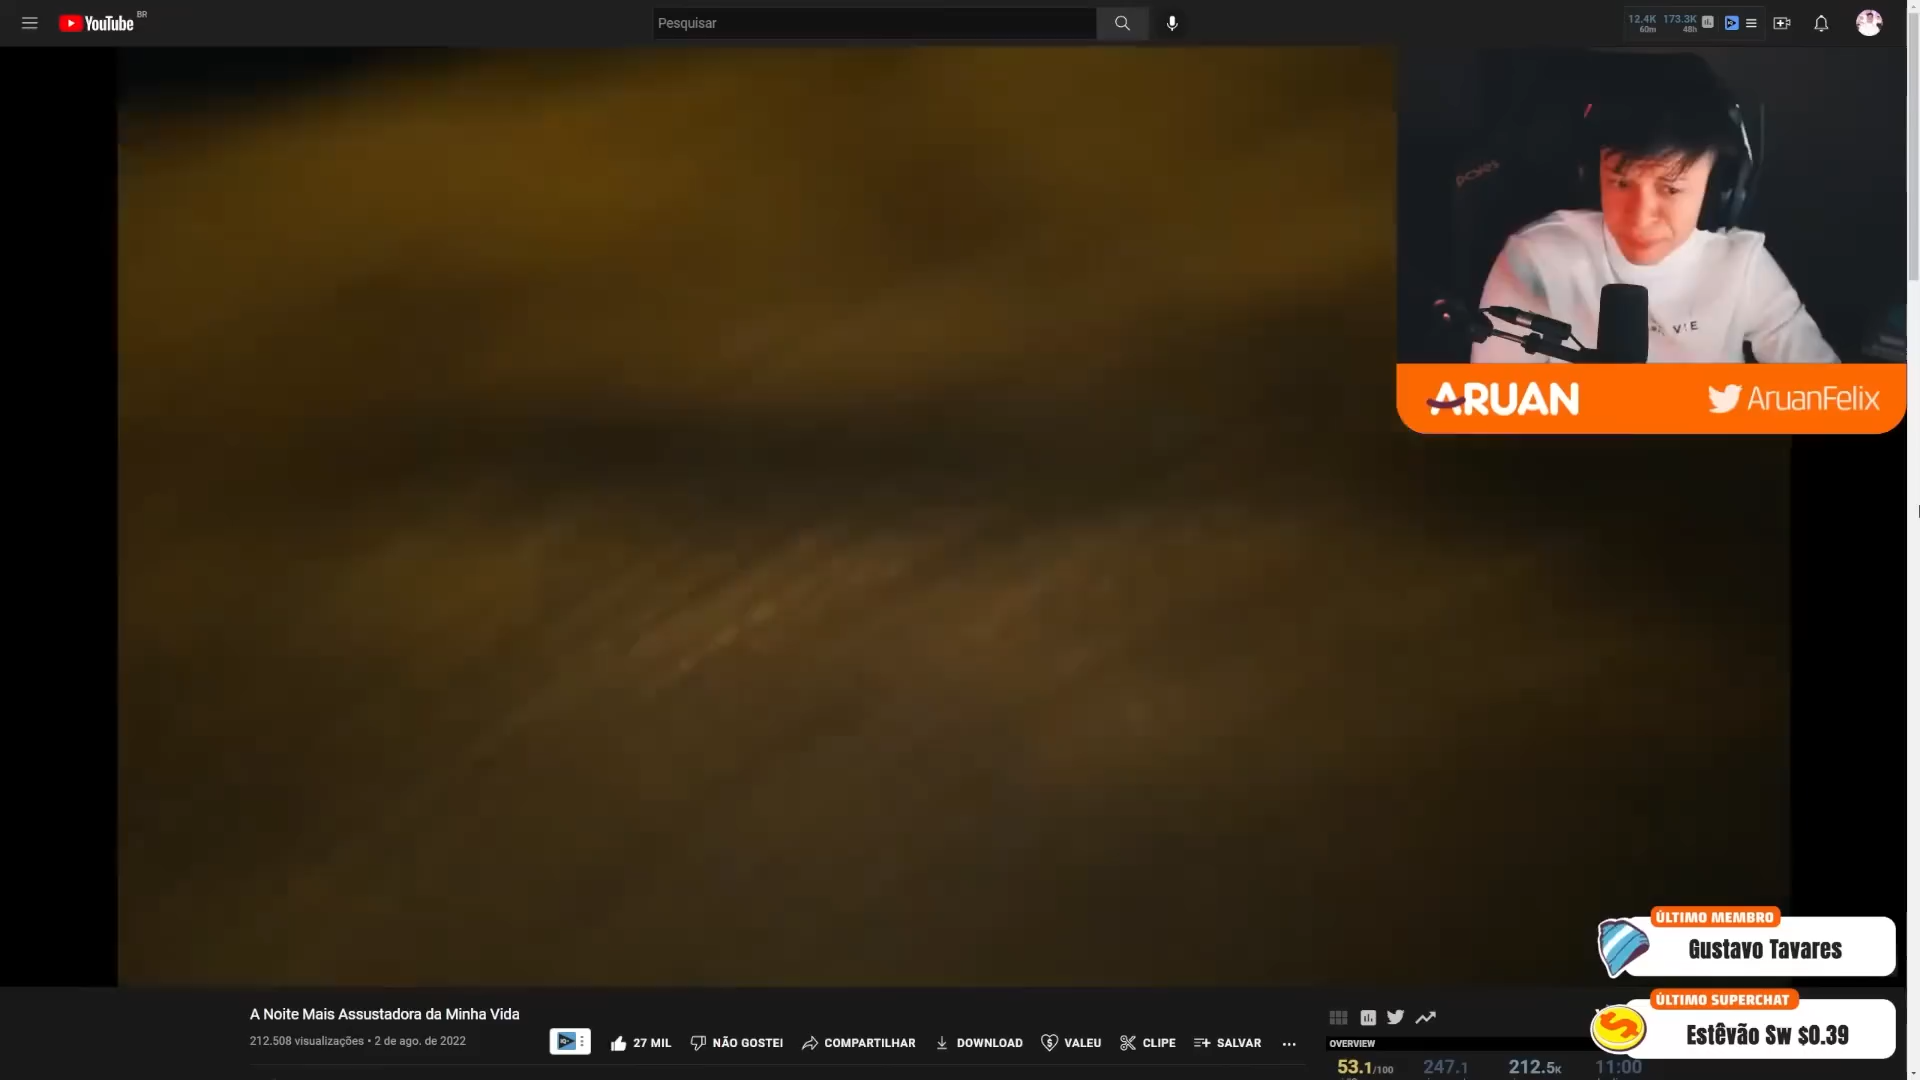 YouTube BR
Pesquisar
12.4K 173.3K
60m 48h
VIE
ARUAN AruanFelix
ÚLTIMO MEMBRO
Gustavo Tavares
ÚLTIMO SUPERCHAT
Estêvão Sw $0.39
A Noite Mais Assustadora da Minha Vida
212.508 visualizações • 2 de ago. de 2022
27 MIL NÃO GOSTEI COMPARTILHAR DOWNLOAD VALEU CLIPE SALVAR
OVERVIEW
53.1/100 247.1 212.5K 11:00